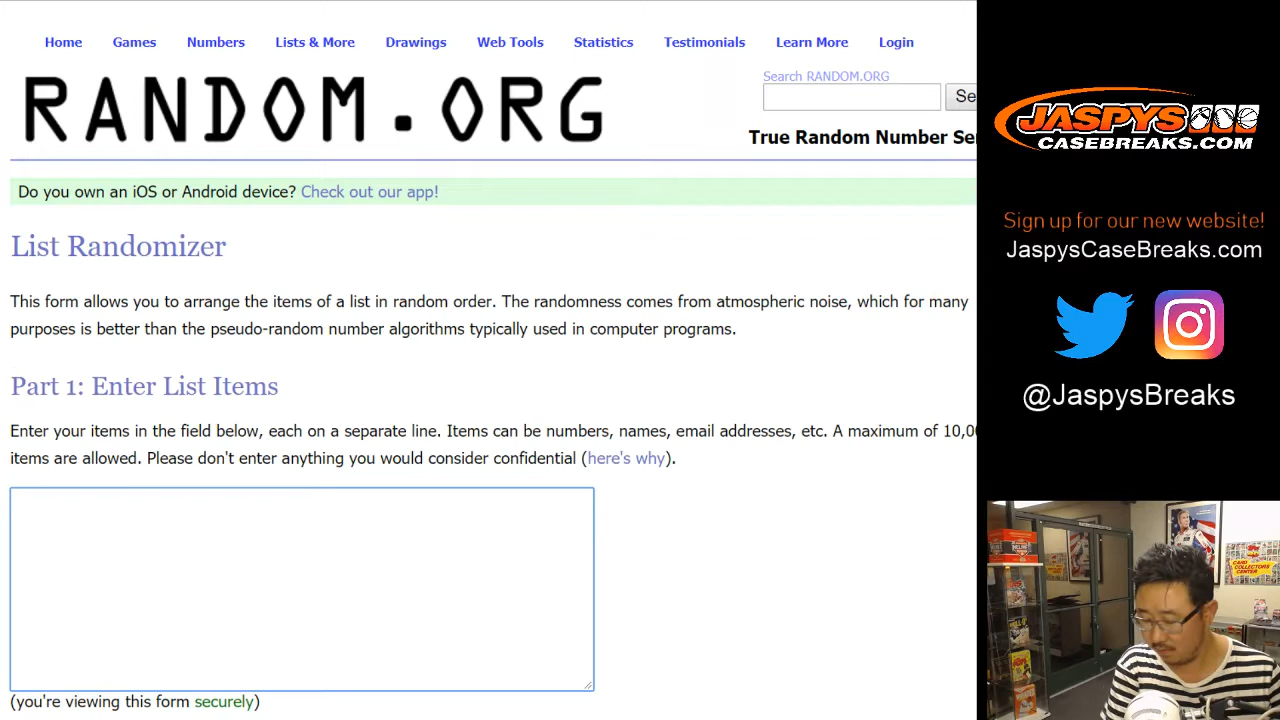 Home Games Numbers Lists & More Drawings Web Tools Statistics Testimonials Learn More Login
RANDOM.ORG
Search RANDOM.ORG
Se
True Random Number Ser
Do you own an iOS or Android device? Check out our app!
List Randomizer
This form allows you to arrange the items of a list in random order. The randomness comes from atmospheric noise, which for many
purposes is better than the pseudo-random number algorithms typically used in computer programs.
Part 1: Enter List Items
Enter your items in the field below, each on a separate line. Items can be numbers, names, email addresses, etc. A maximum of 10,00
items are allowed. Please don't enter anything you would consider confidential (here's why).
(you're viewing this form securely)
JASPYS
CASEBREAKS.COM
Sign up for our new website!
JaspysCaseBreaks.com
@JaspysBreaks